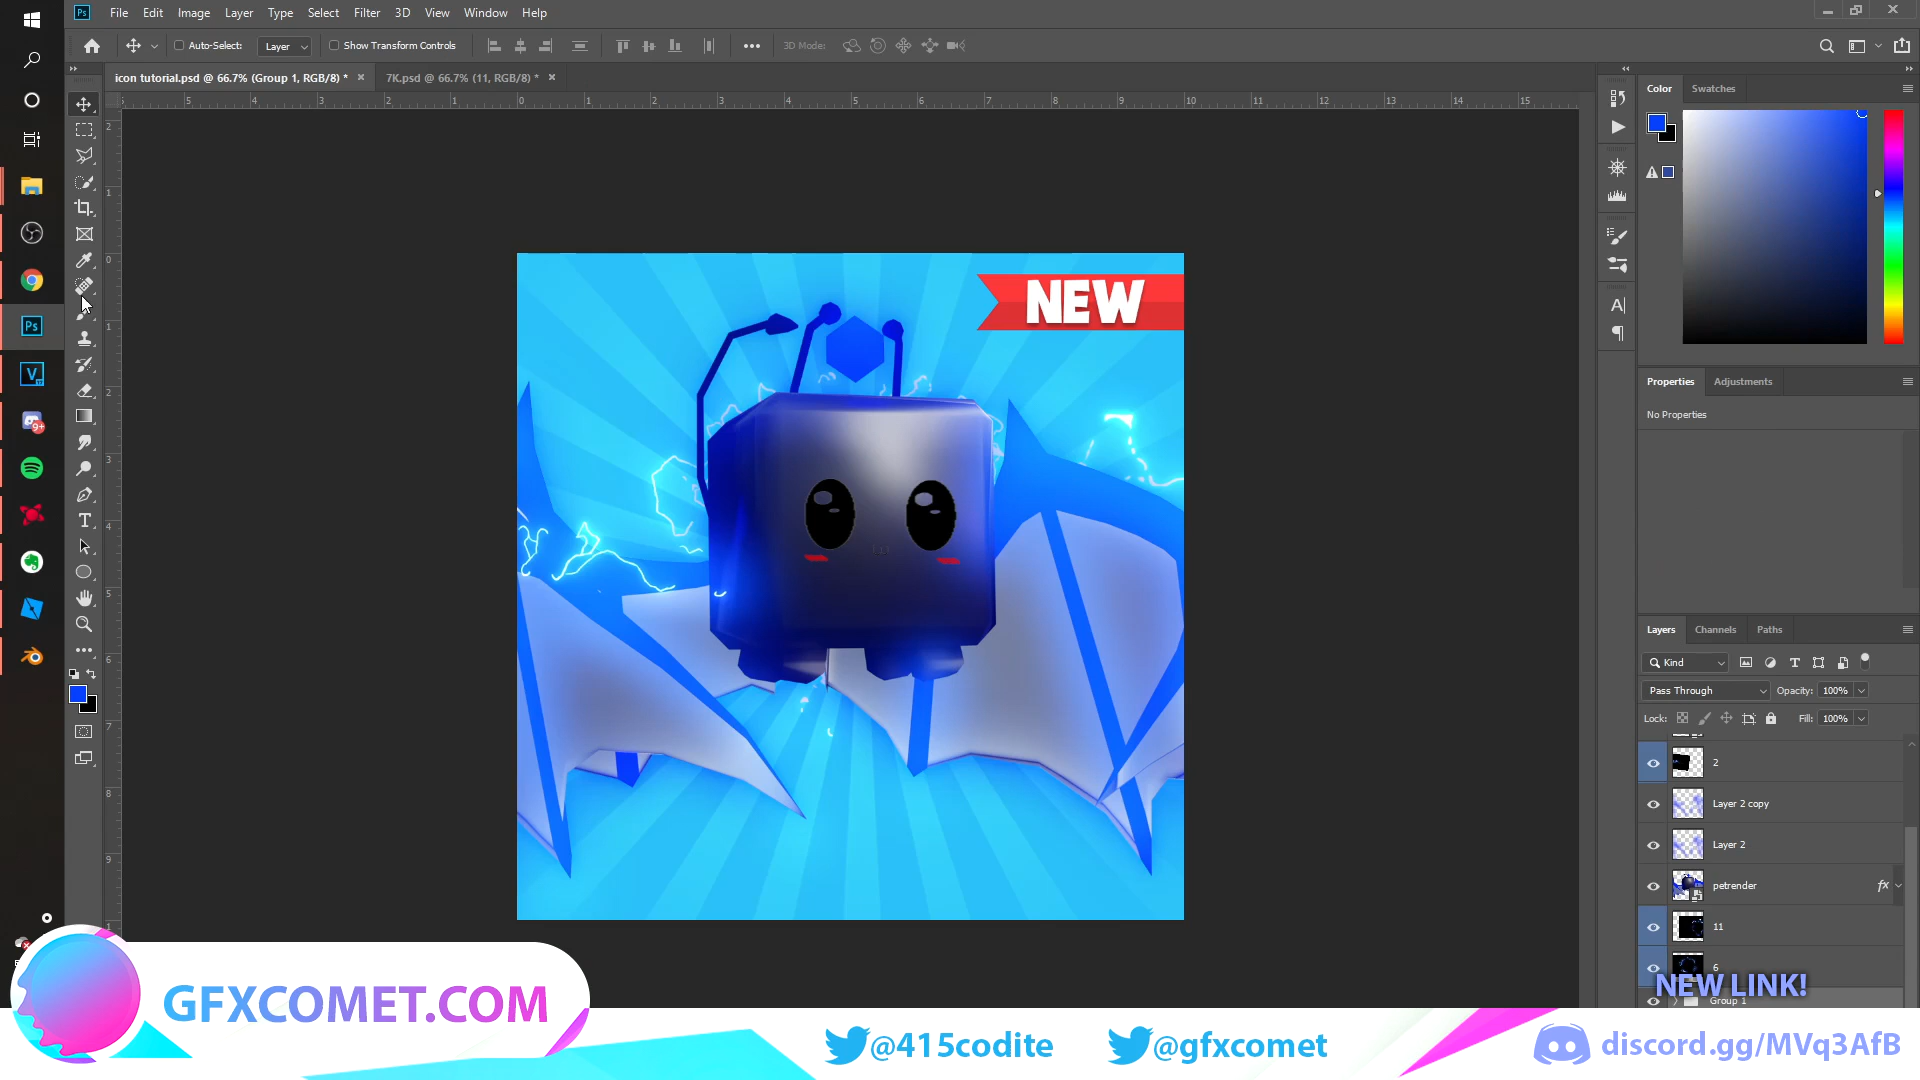 File Edit Image Layer Type Select Filter 3D View Window Help
Auto-Select: Layer Show Transform Controls 3D Mode:
icon tutorial.psd @ 66.7% (Group 1, RGB/8) * 7K.psd @ 66.7% (11, RGB/8) *
Color Swatches
NEW
Properties Adjustments
No Properties
Layers Channels Paths
Kind
Pass Through Opacity: 100%
Lock: Fill: 100%
2
Layer 2 copy
Layer 2
petrender fx
11
6
NEW LINK!
Group 1
GFXCOMET.COM
@415codite @gfxcomet discord.gg/MVq3AfB